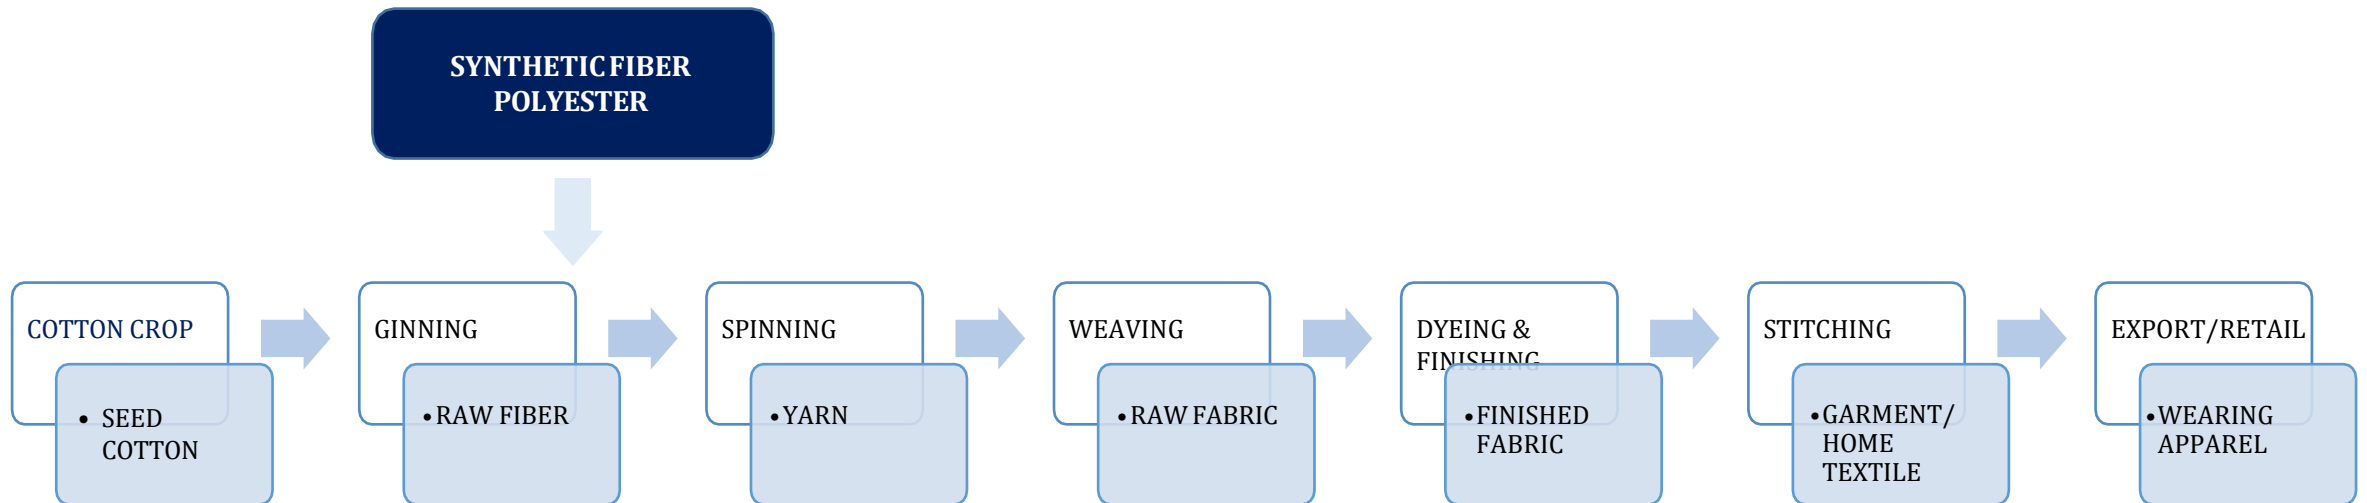 SYNTHETIC FIBER
POLYESTER
COTTON CROP
• SEED
COTTON
GINNING
• RAW FIBER
SPINNING
• YARN
WEAVING
• RAW FABRIC
DYEING &
FINISHING
• FINISHED
FABRIC
STITCHING
• GARMENT/
HOME
TEXTILE
EXPORT/RETAIL
• WEARING
APPAREL